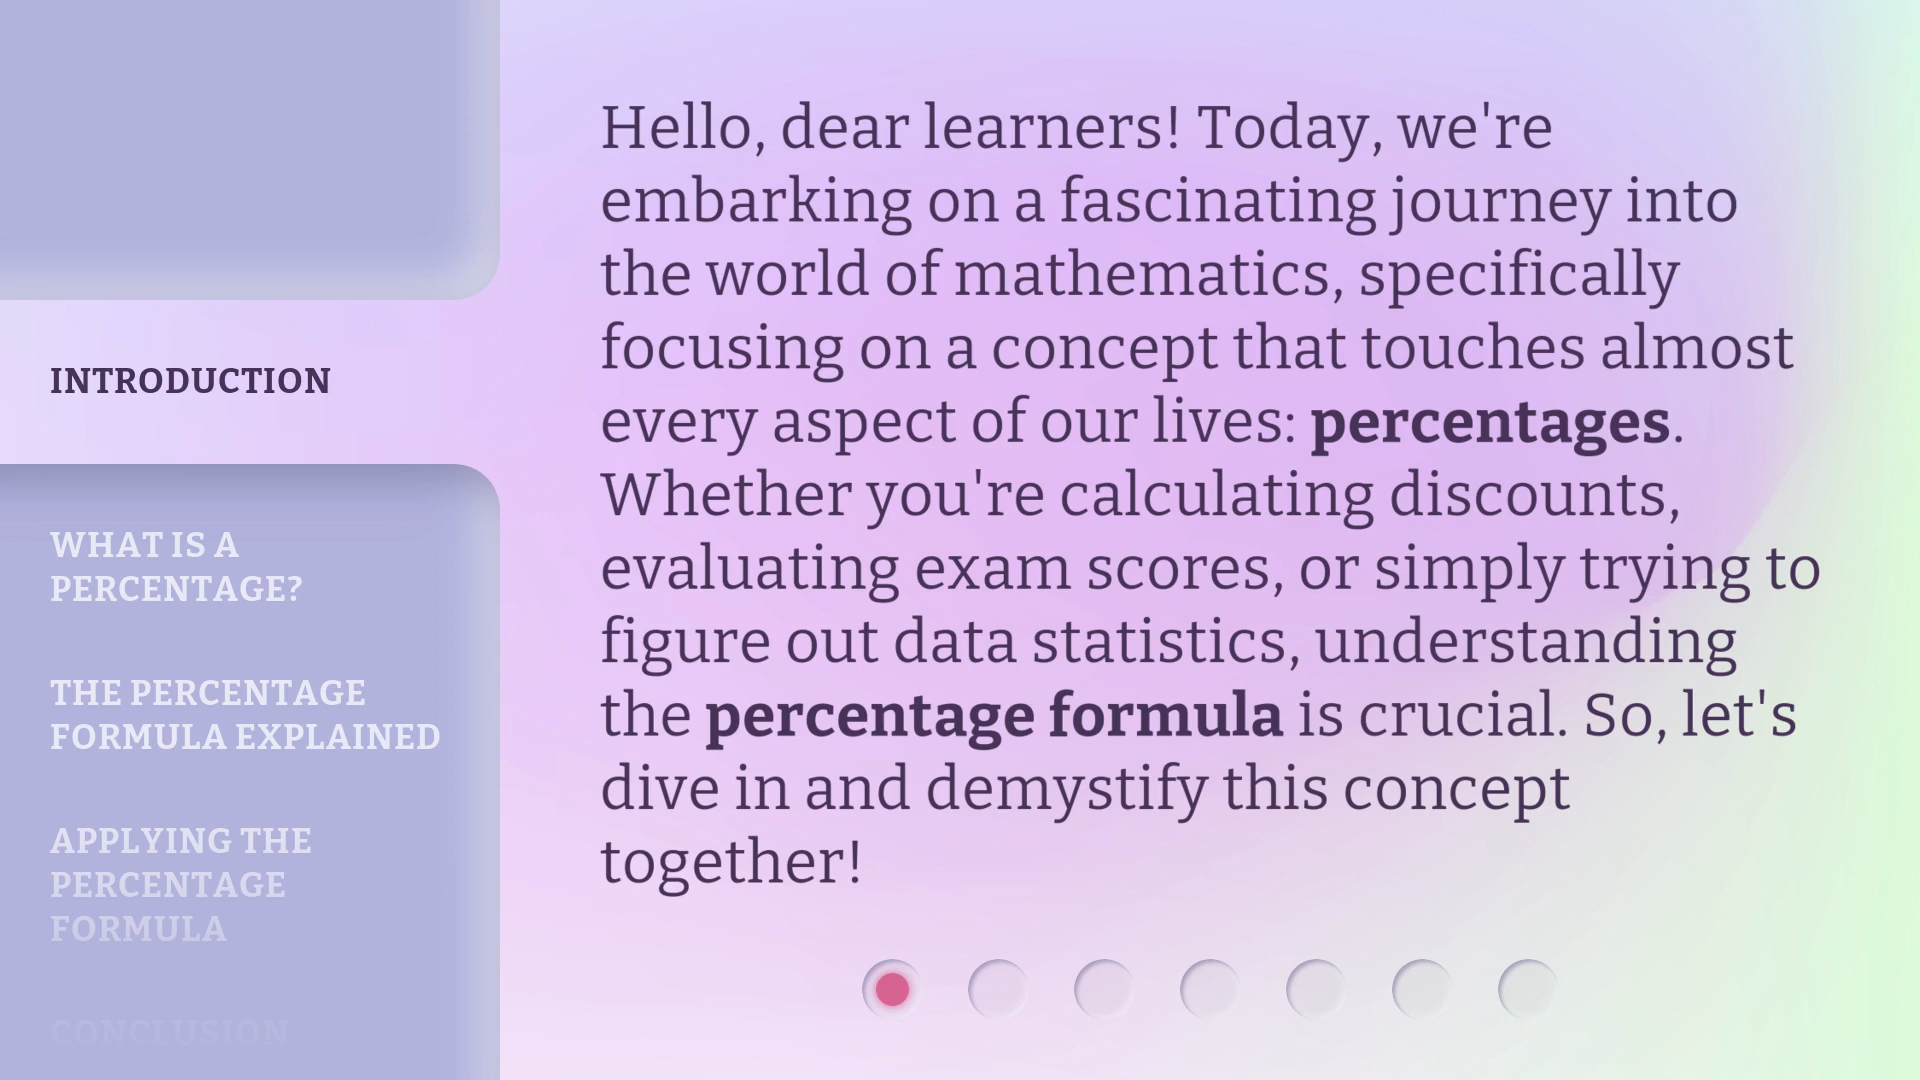 INTRODUCTION
WHAT IS A
PERCENTAGE?
THE PERCENTAGE
FORMULA EXPLAINED
APPLYING THE
PERCENTAGE
FORMULA
CONCLUSION
Hello, dear learners! Today, we're
embarking on a fascinating journey into
the world of mathematics, specifically
focusing on a concept that touches almost
every aspect of our lives: percentages.
Whether you're calculating discounts,
evaluating exam scores, or simply trying to
figure out data statistics, understanding
the percentage formula is crucial. So, let's
dive in and demystify this concept
together!